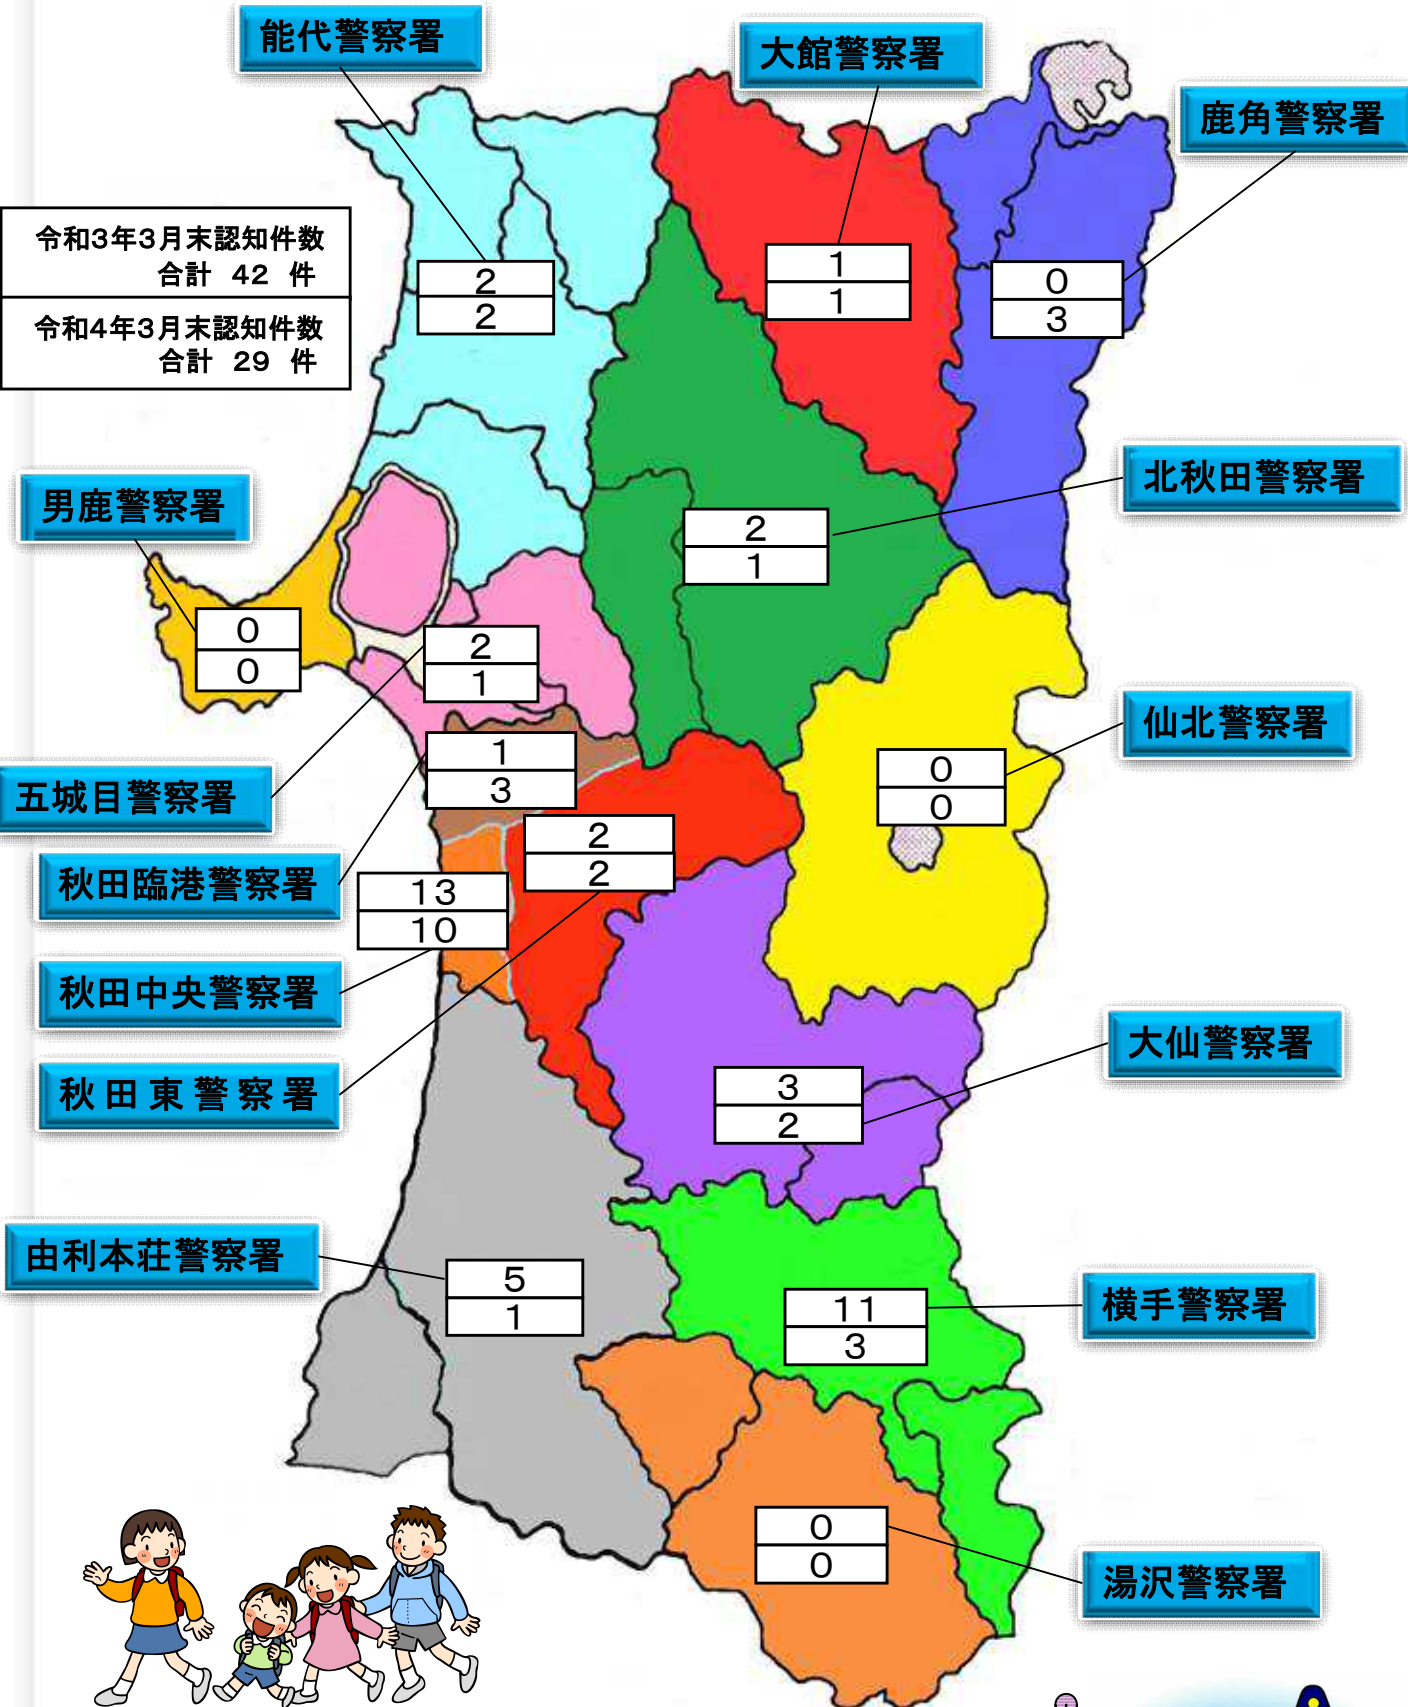 能代警察署
大館警察署
鹿角警察署
令和3年3月末認知件数
合計 42 件
令和4年3月末認知件数
合計 29 件
2
2
1
1
0
3
北秋田警察署
男鹿警察署
2
1
0
0
2
1
仙北警察署
五城目警察署
1
3
0
0
秋田臨港警察署
2
2
13
10
秋田中央警察署
大仙警察署
秋田東警察署
3
2
由利本荘警察署
5
1
11
3
横手警察署
0
0
湯沢警察署